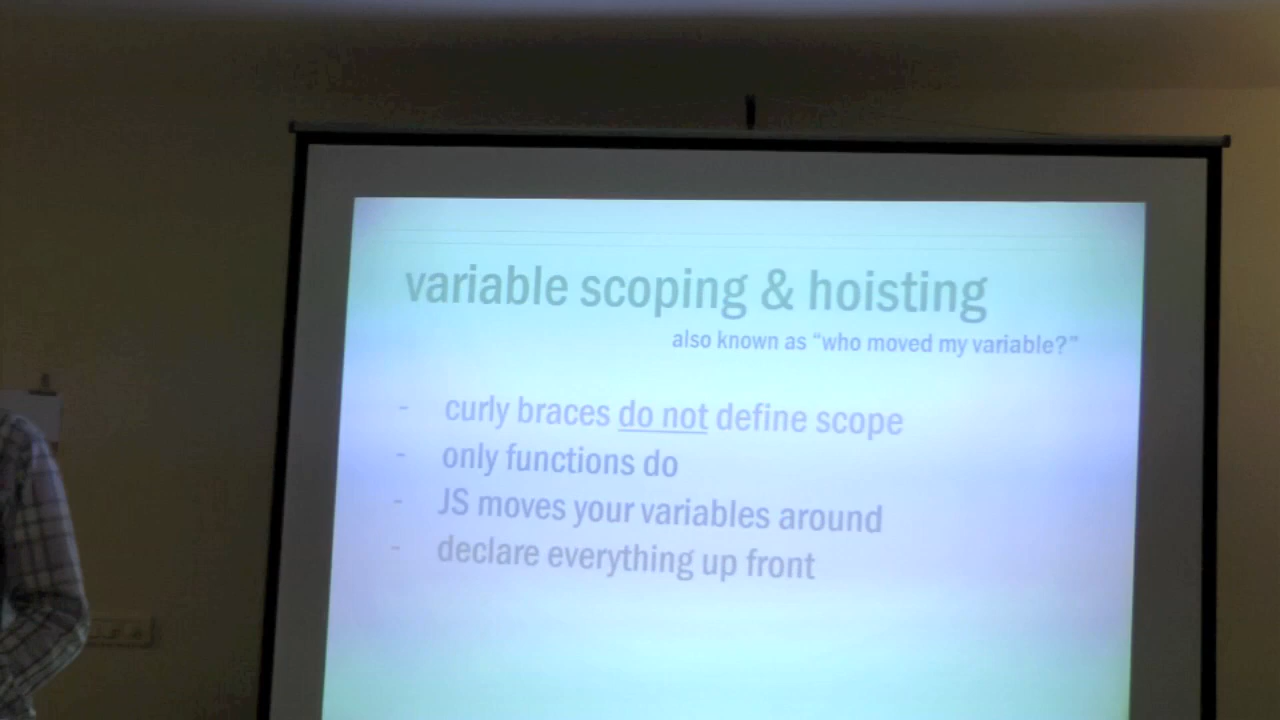 variable scoping & hoisting
also known as “who moved my variable?”
- curly braces do not define scope
- only functions do
- JS moves your variables around
- declare everything up front